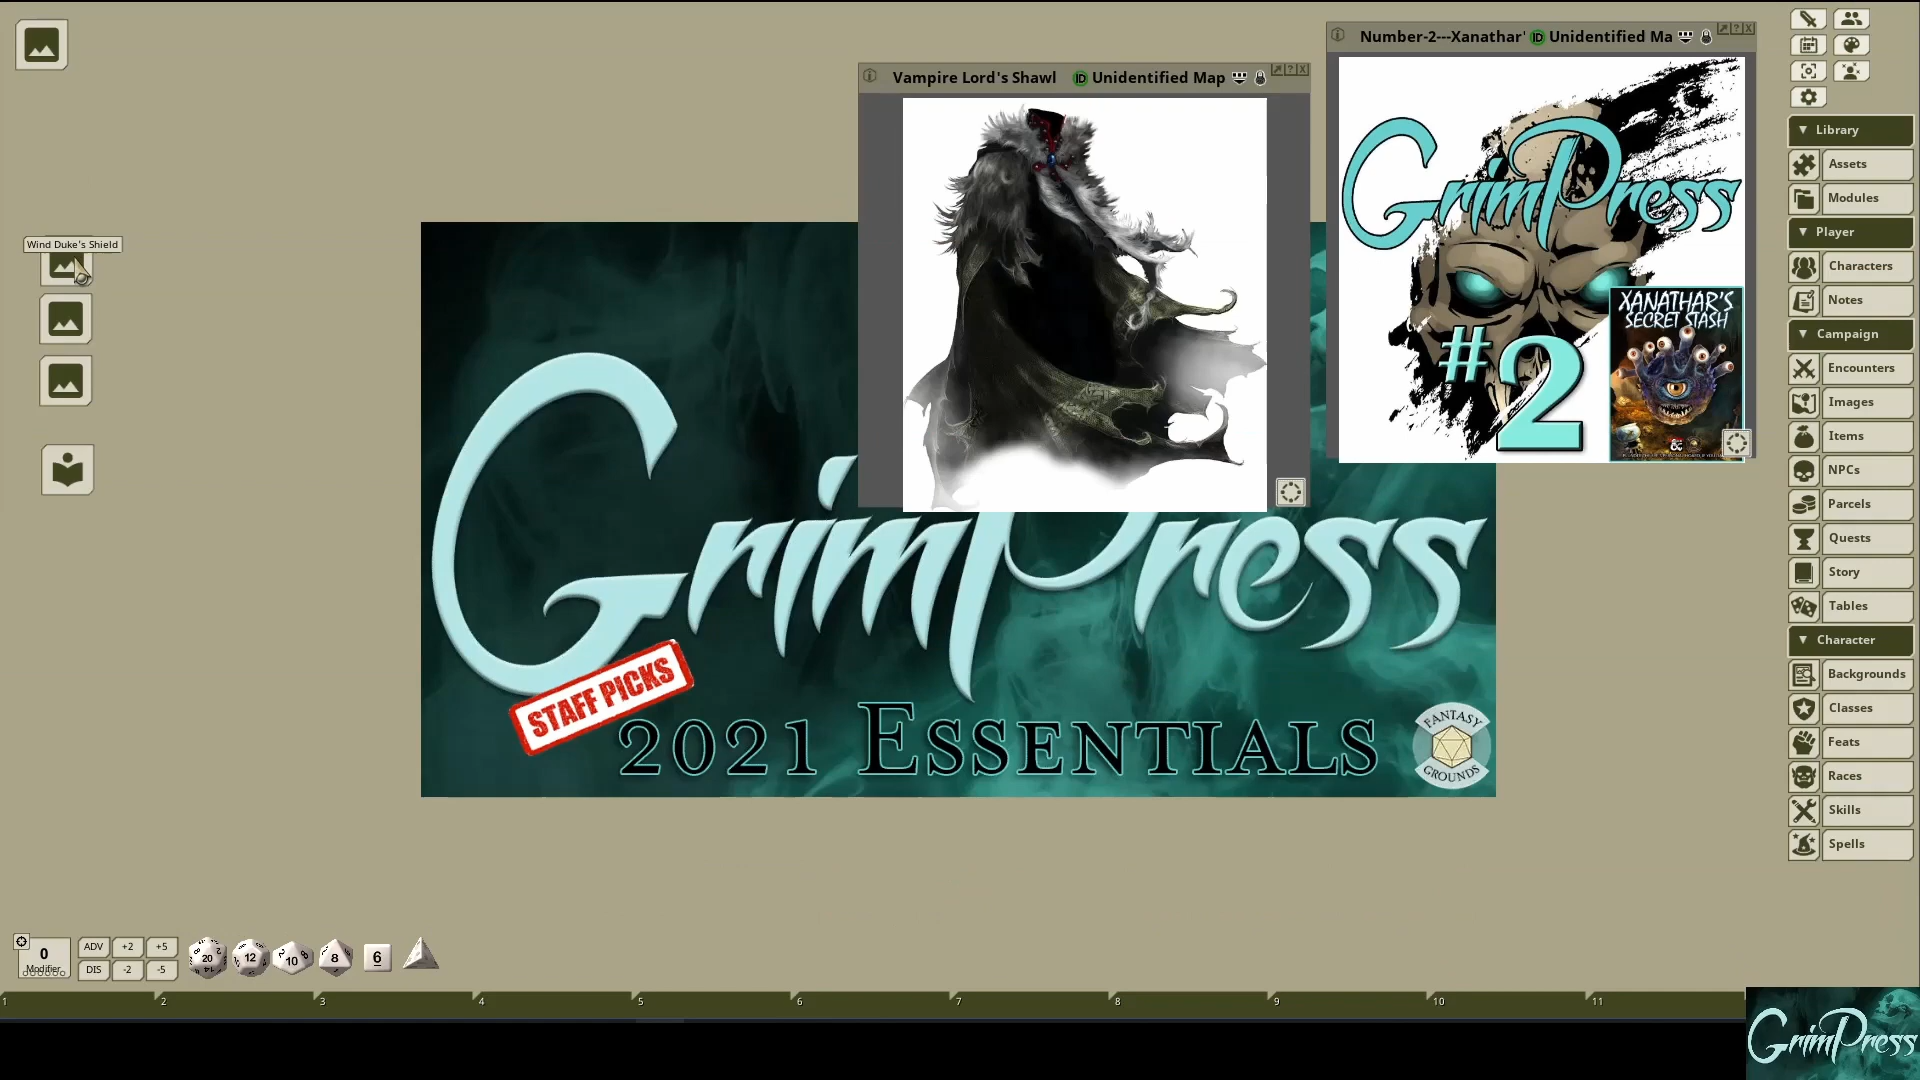 Number-2---Xanathar' ID Unidentified Ma
Vampire Lord's Shawl ID Unidentified Map
GrimPress
#2
XANATHAR'S
SECRET STASH
Wind Duke's Shield
GrimPress
STAFF PICKS
2021 ESSENTIALS
FANTASY
GROUNDS
Library
Assets
Modules
Player
Characters
Notes
Campaign
Encounters
Images
Items
NPCs
Parcels
Quests
Story
Tables
Character
Backgrounds
Classes
Feats
Races
Skills
Spells
0
Modifier
ADV +2 +5
DIS -2 -5
20 12 10 8 6
1 2 3 4 5 6 7 8 9 10 11
GrimPress